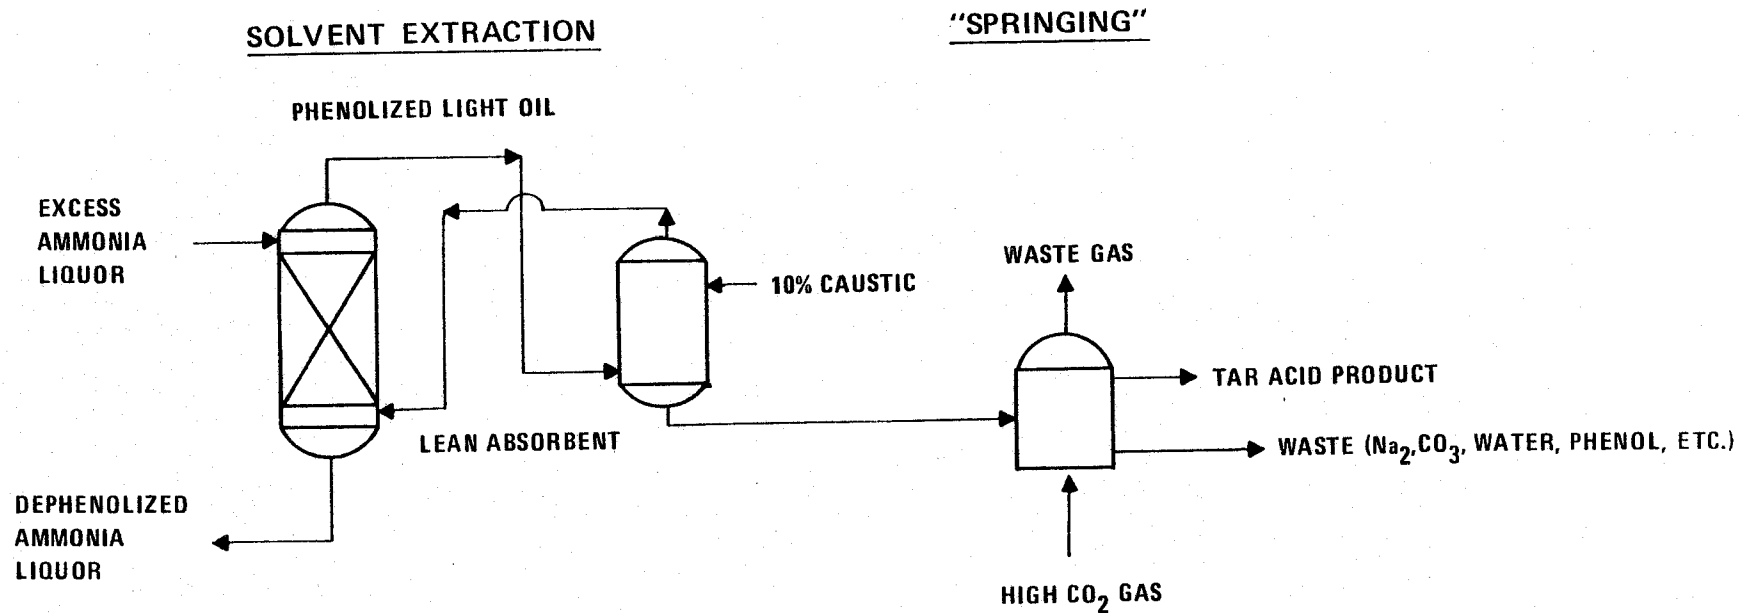 SOLVENT EXTRACTION
"SPRINGING"
PHENOLIZED LIGHT OIL
EXCESS
AMMONIA
LIQUOR
10% CAUSTIC
WASTE GAS
TAR ACID PRODUCT
LEAN ABSORBENT
WASTE (Na2,CO3, WATER, PHENOL, ETC.)
DEPHENOLIZED
AMMONIA
LIQUOR
HIGH CO2 GAS